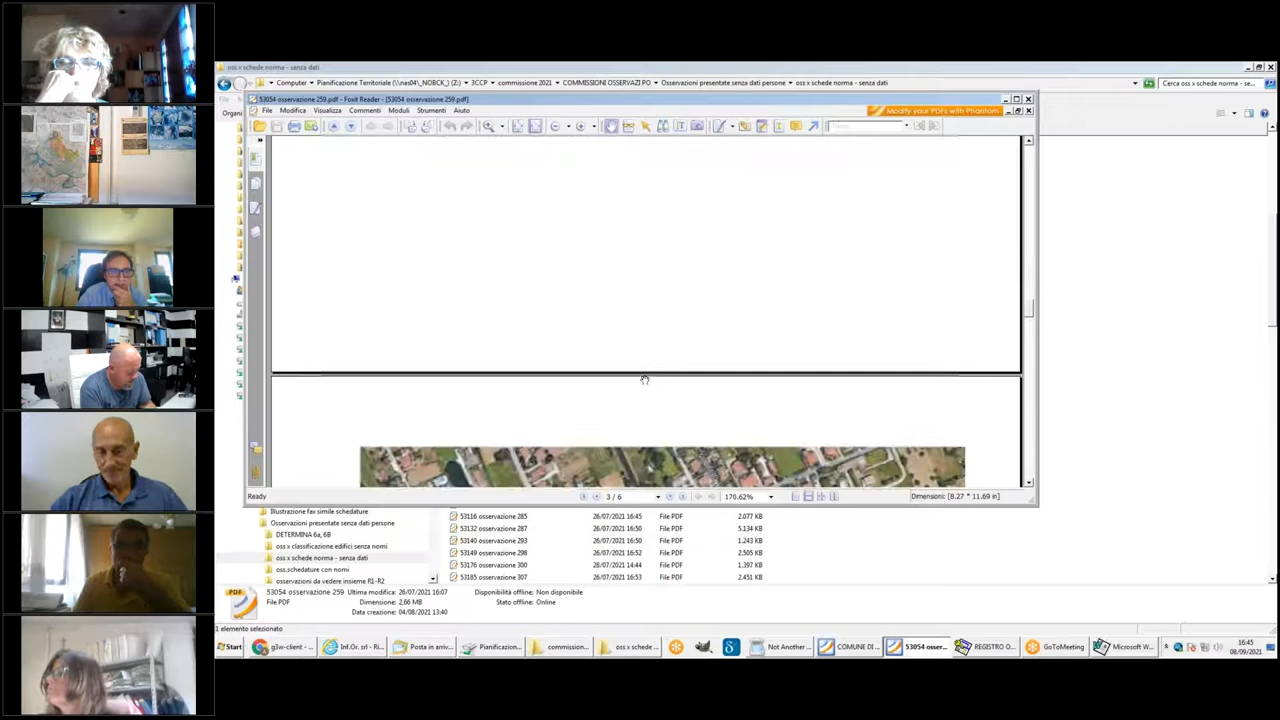 oss x schede norma - senza dati
Computer ▸ Pianificazione Territoriale (\\nas04\_NOBCK_) (Z:) ▸ 3CCP ▸ commissione 2021 ▸ COMMISSIONI OSSERVAZI PO ▸ Osservazioni presentate senza dati persone ▸ oss x schede norma - senza dati
Cerca oss x schede norma - se...
Organi
53054 osservazione 259.pdf - Foxit Reader - [53054 osservazione 259.pdf]
File Modifica Visualizza Commenti Moduli Strumenti Aiuto
Modify your PDFs with Phantom
Ready
3 / 6
170.62%
Dimensioni: [8.27 * 11.69 in]
Illustrazione fax simile schedature
Osservazioni presentate senza dati persone
DETERMINA 6a, 6B
oss x classificazione edifici senza nomi
oss x schede norma - senza dati
oss.schedature con nomi
osservazioni da vedere insieme R1-R2
53116 osservazione 285 26/07/2021 16:45 File PDF 2.077 KB
53132 osservazione 287 26/07/2021 16:50 File PDF 5.134 KB
53140 osservazione 293 26/07/2021 16:50 File PDF 1.243 KB
53149 osservazione 298 26/07/2021 16:52 File PDF 2.505 KB
53176 osservazione 300 28/07/2021 14:44 File PDF 1.397 KB
53185 osservazione 307 26/07/2021 16:53 File PDF 2.451 KB
PDF
53054 osservazione 259 Ultima modifica: 26/07/2021 16:07 Disponibilità offline: Non disponibile
File PDF Dimensione: 2,66 MB Stato offline: Online
Data creazione: 04/08/2021 13:40
1 elemento selezionato
Start
g3w-client - ...
Inf.Or. srl - Ri...
Posta in arriv...
Pianificazion...
commission...
oss x schede ...
Not Another ...
COMUNE DI ...
53054 osser...
REGISTRO O...
GoToMeeting
Microsoft W...
16:45
08/09/2021